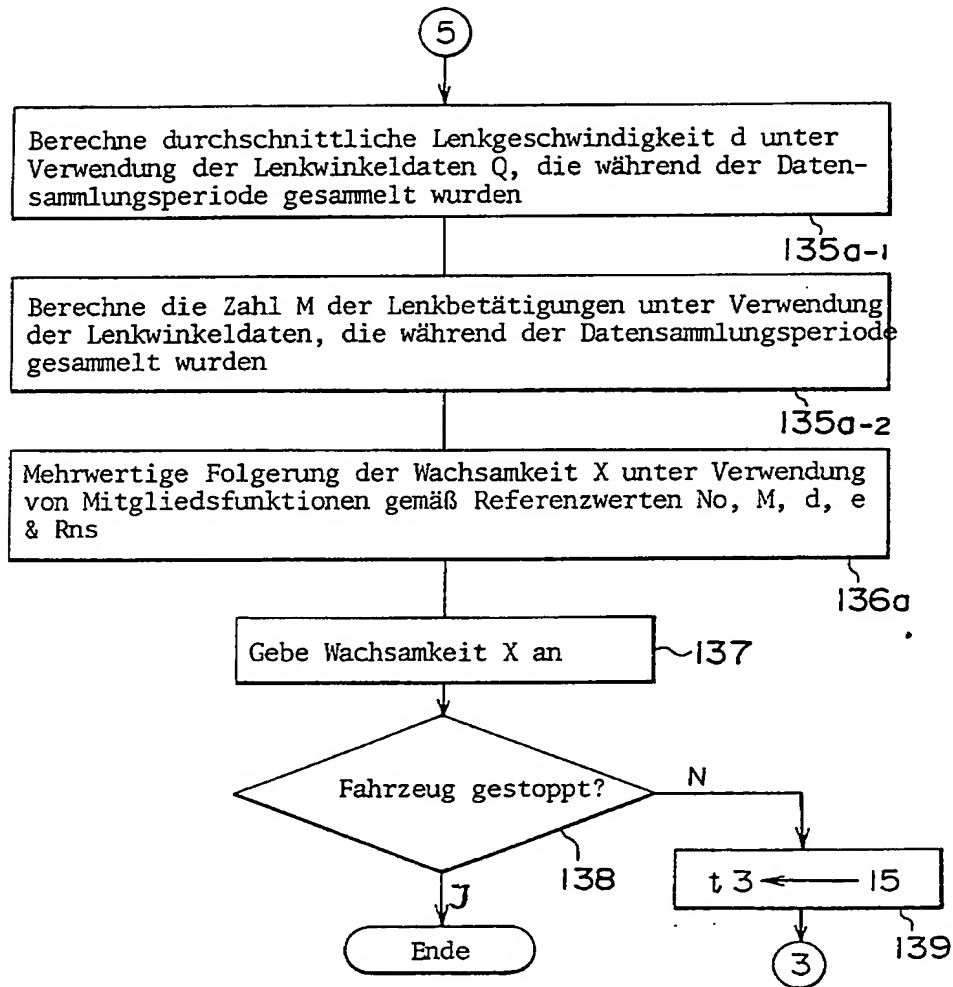 5
Berechne durchschnittliche Lenkgeschwindigkeit d unter
Verwendung der Lenkwinkeldaten Q, die während der Daten-
sammlungsperiode gesammelt wurden
135a-1
Berechne die Zahl M der Lenkbetätigungen unter Verwendung
der Lenkwinkeldaten, die während der Datensammlungsperiode
gesammelt wurden
135a-2
Mehrwertige Folgerung der Wachsamkeit X unter Verwendung
von Mitgliedsfunktionen gemäß Referenzwerten No, M, d, e
& Rns
136a
Gebe Wachsamkeit X an
137
Fahrzeug gestoppt?
N
138
J
t3 ← 15
139
Ende
3